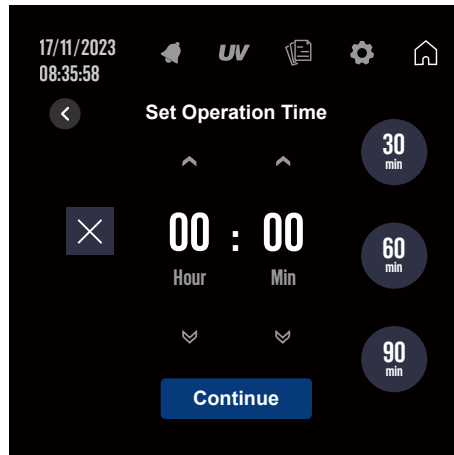 17/11/2023
08:35:58
UV
Set Operation Time
30
min
00 : 00
Hour Min
60
min
90
min
Continue